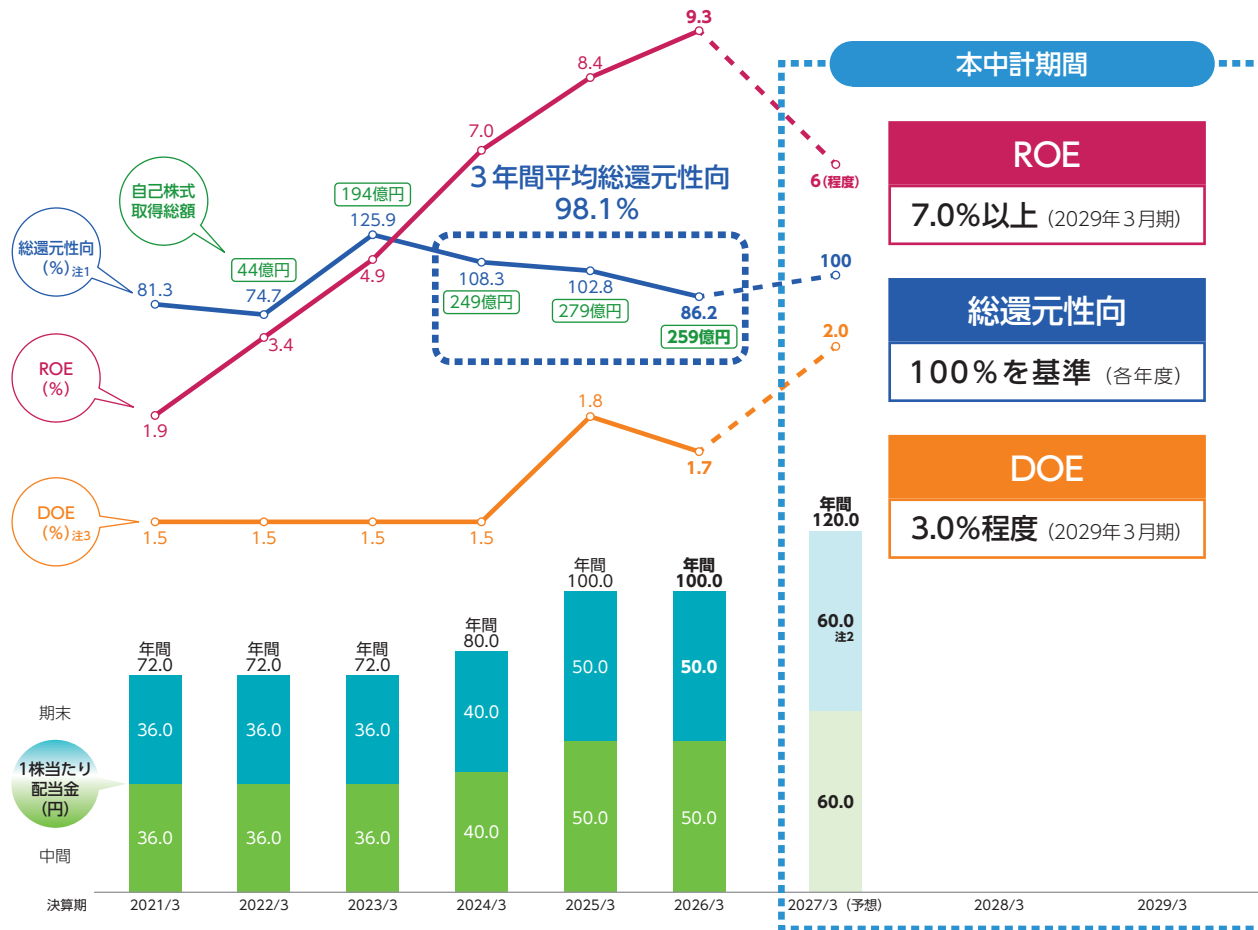 9.3
8.4
7.0
4.9
3.4
1.9
6(程度)
ROE
(%)
自己株式
取得総額
44億円
194億円
249億円
279億円
259億円
3年間平均総還元性向
98.1%
総還元性向
(%)注1
81.3
74.7
125.9
108.3
102.8
86.2
100
DOE
(%)注3
1.5
1.5
1.5
1.5
1.8
1.7
2.0
本中計期間
ROE
7.0%以上 (2029年3月期)
総還元性向
100%を基準 (各年度)
DOE
3.0%程度 (2029年3月期)
期末
1株当たり
配当金
(円)
中間
年間
72.0
36.0
36.0
年間
72.0
36.0
36.0
年間
72.0
36.0
36.0
年間
80.0
40.0
40.0
年間
100.0
50.0
50.0
年間
100.0
50.0
50.0
年間
120.0
60.0
注2
60.0
決算期 2021/3 2022/3 2023/3 2024/3 2025/3 2026/3 2027/3(予想) 2028/3 2029/3